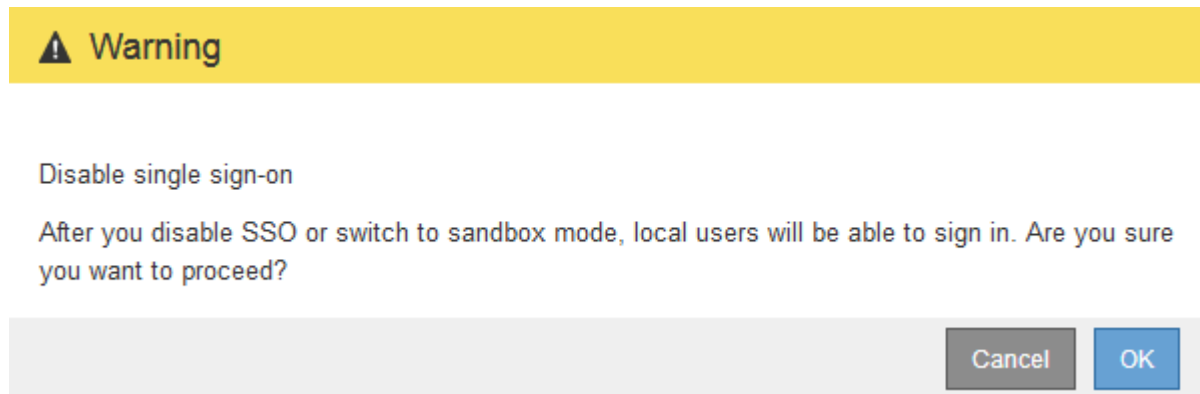 Warning
Disable single sign-on
After you disable SSO or switch to sandbox mode, local users will be able to sign in. Are you sure
you want to proceed?
Cancel OK